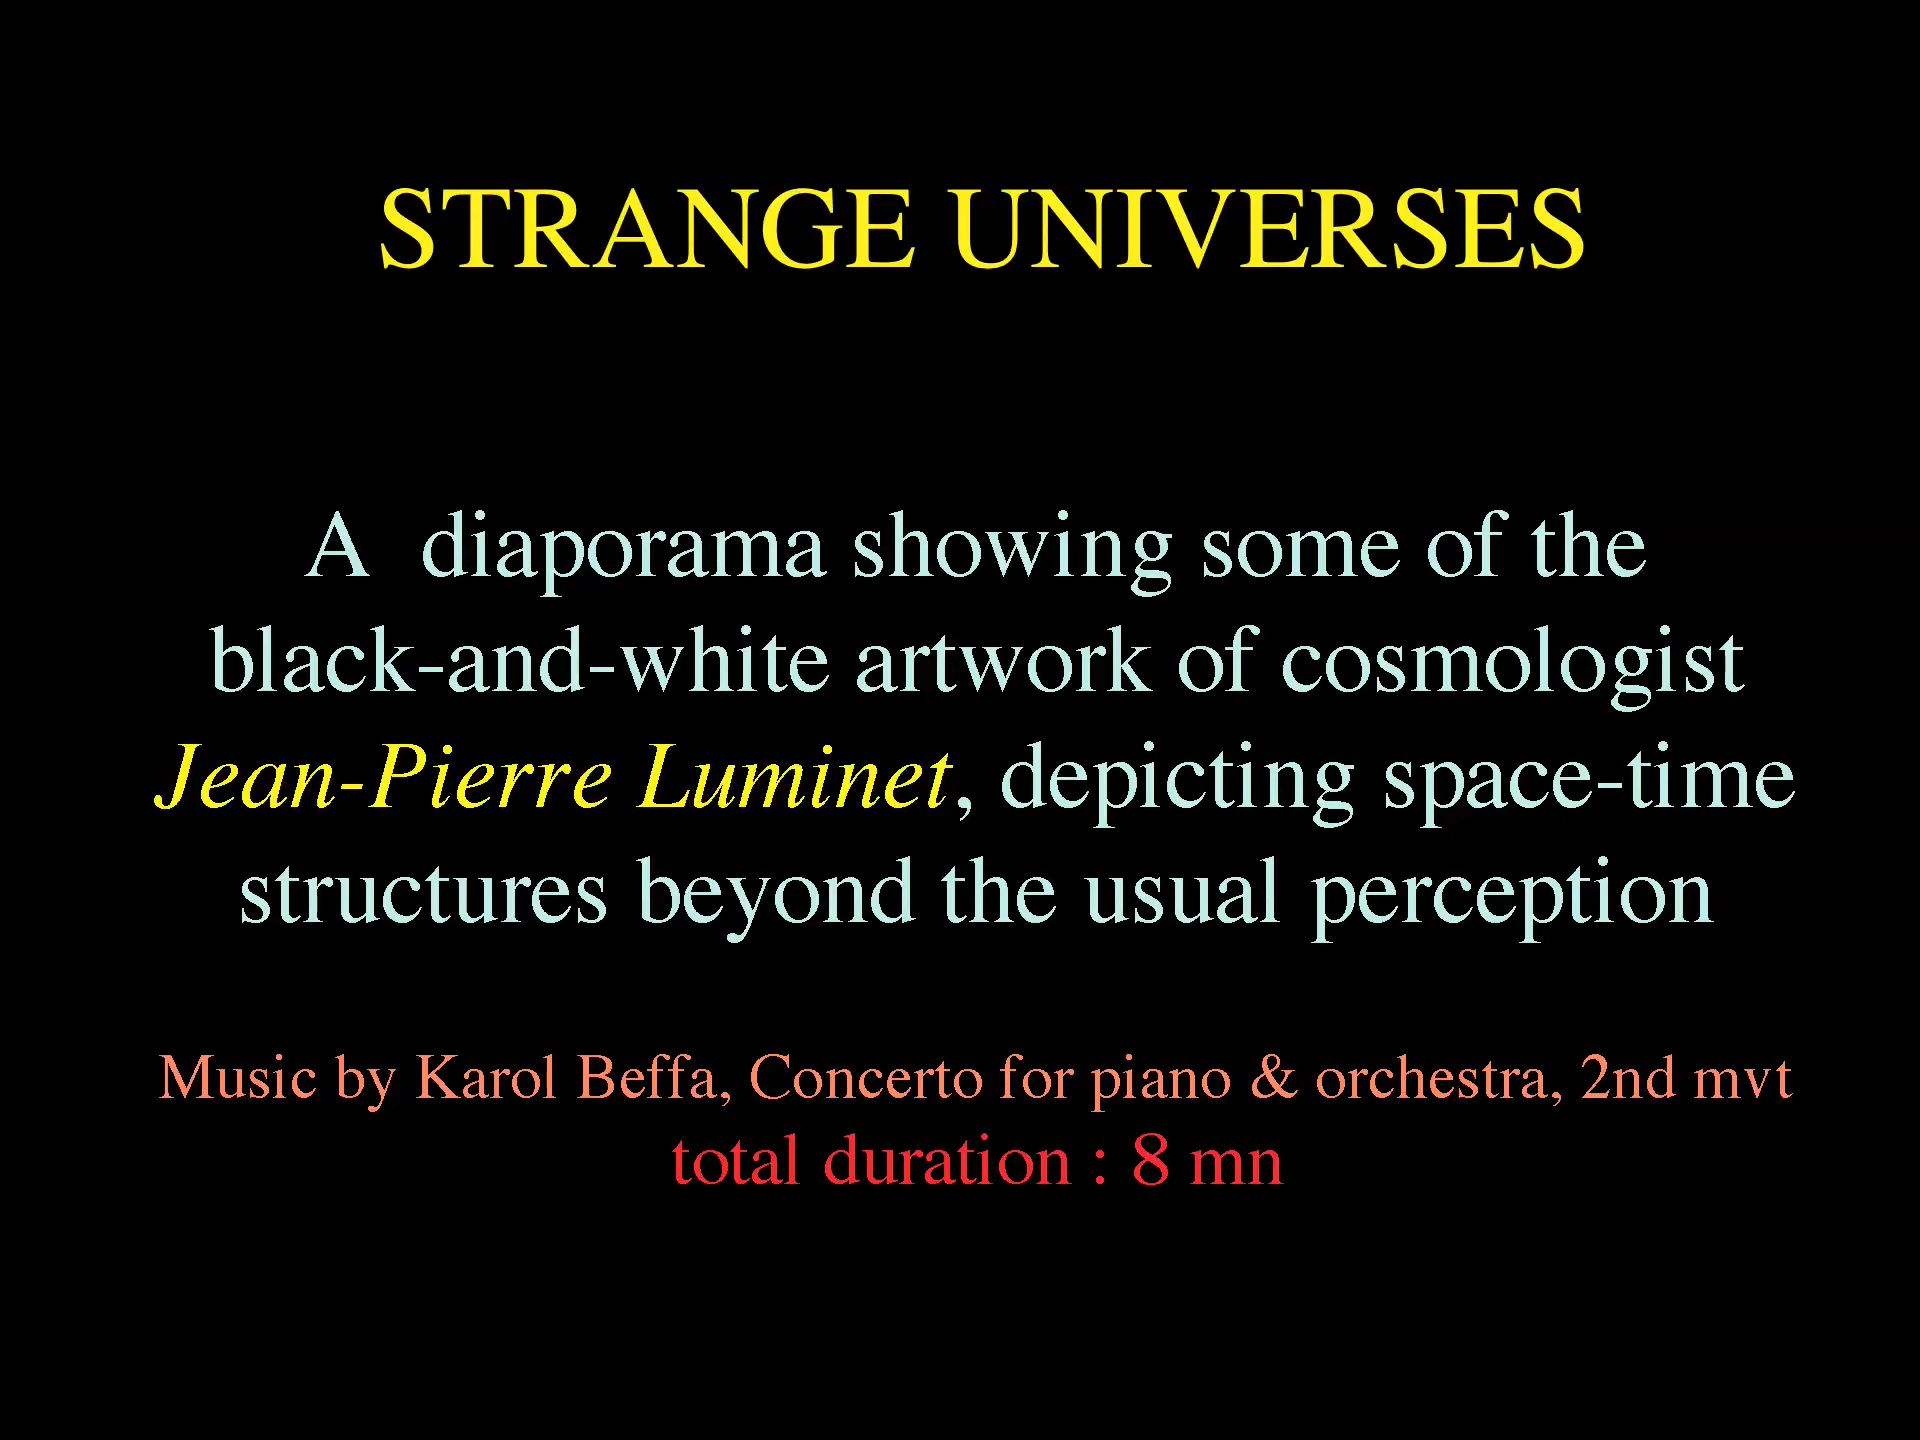 STRANGE UNIVERSES
A  diaporama showing some of the
black-and-white artwork of cosmologist
Jean-Pierre Luminet, depicting space-time
structures beyond the usual perception
Music by Karol Beffa, Concerto for piano & orchestra, 2nd mvt
total duration : 8 mn